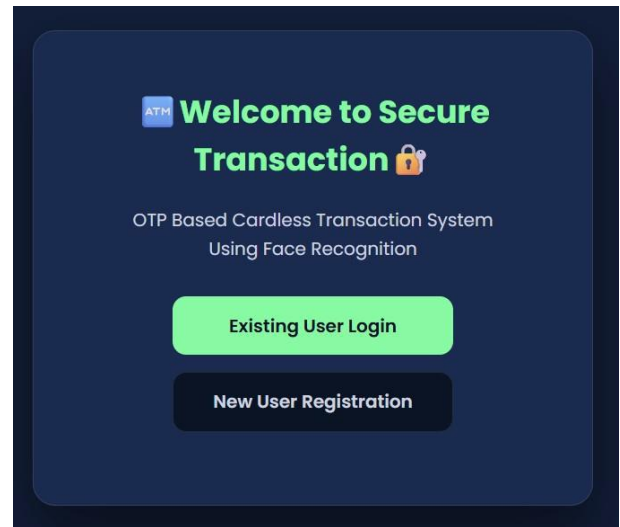 ATM Welcome to Secure
Transaction
OTP Based Cardless Transaction System
Using Face Recognition
Existing User Login
New User Registration